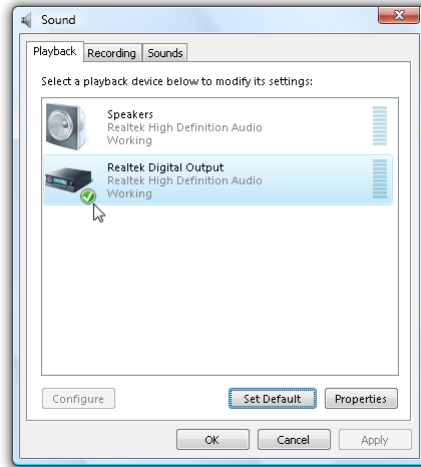 Sound
Playback Recording Sounds
Select a playback device below to modify its settings:
Speakers
Realtek High Definition Audio
Working
Realtek Digital Output
Realtek High Definition Audio
Working
Configure Set Default Properties
OK Cancel Apply